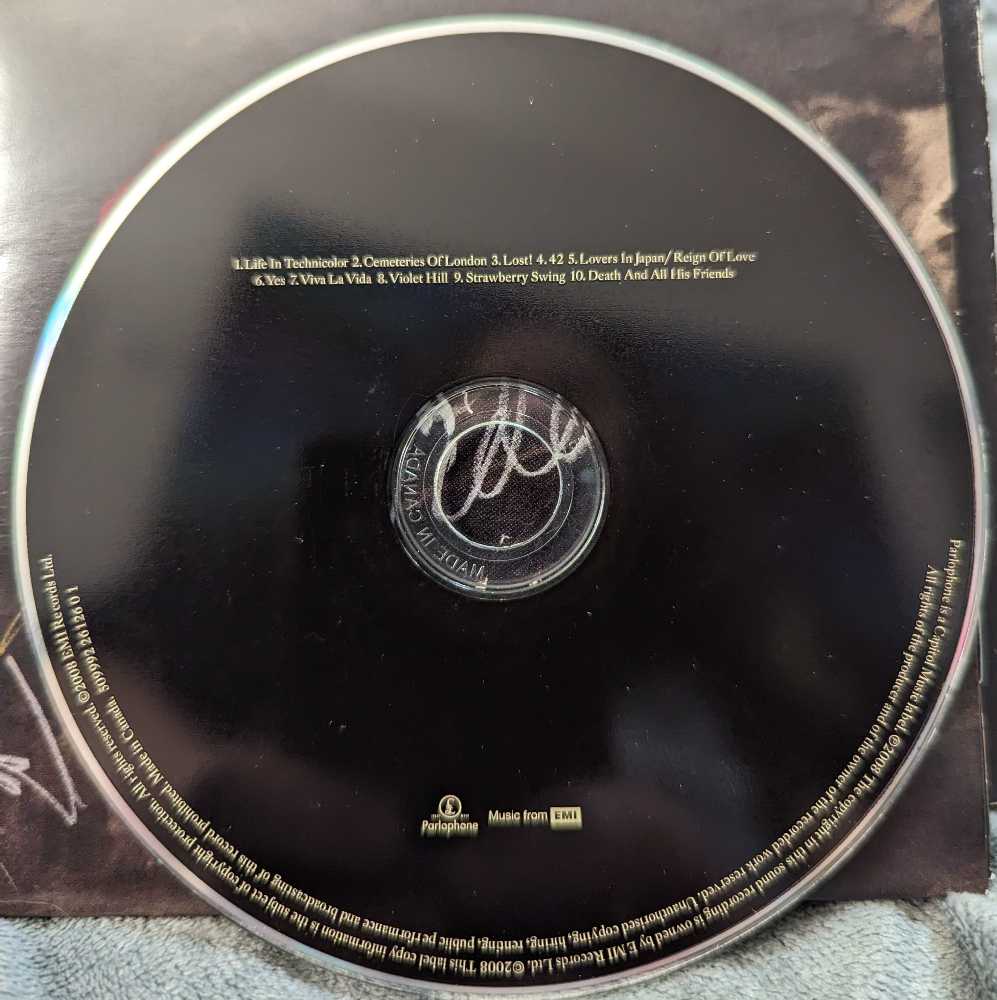 1. Life In Technicolor 2. Cemeteries Of London 3. Lost! 4. 42 5. Lovers In Japan/Reign Of Love
6. Yes 7. Viva La Vida 8. Violet Hill 9. Strawberry Swing 10. Death And All His Friends
MADE IN CANADA
Parlophone
Music from EMI
Parlophone is a Capitol Music label. ©2008 The copyright in this sound recording is owned by EMI Records Ltd. ©2008 This label copy information is the subject of copyright protection. All rights reserved. ©2008 EMI Records Ltd.
All rights of the producer and of the owner of the recorded work reserved. Unauthorised copying, hiring, renting, public performance and broadcasting of this record prohibited. Made in Canada. 50999 2 61260 1